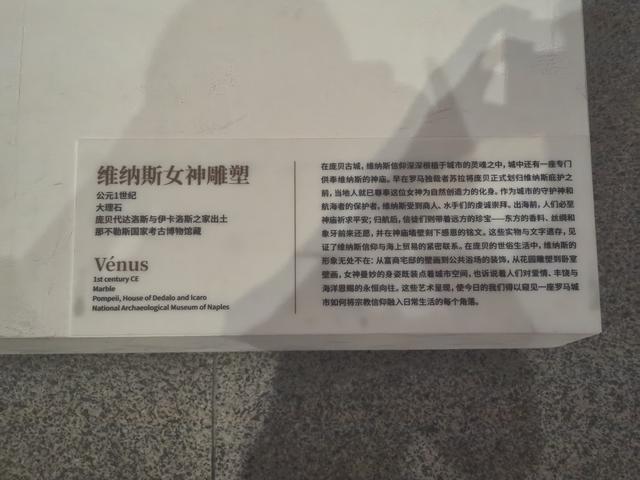 维纳斯女神雕塑
公元1世纪
大理石
庞贝代达洛斯与伊卡洛斯之家出土
那不勒斯国家考古博物馆藏
Vénus
1st century CE
Marble
Pompeii, House of Dedalo and Icaro
National Archaeological Museum of Naples
在庞贝古城，维纳斯信仰深深根植于城市的灵魂之中，城中还有一座专门
供奉维纳斯的神庙。早在罗马独裁者苏拉将庞贝正式划归维纳斯庇护之
前，当地人就已尊奉这位女神为自然创造力的化身。作为城市的守护神和
航海者的保护者，维纳斯受到商人、水手们的虔诚崇拜。出海前，人们必至
神庙祈求平安；归航后，信徒们则带着远方的珍宝——东方的香料、丝绸和
象牙前来还愿，并在神庙墙壁刻下感恩的铭文。这些实物与文字遗存，见
证了维纳斯信仰与海上贸易的紧密联系。在庞贝的世俗生活中，维纳斯的
形象无处不在：从富商宅邸的壁画到公共浴场的装饰，从花园雕塑到卧室
壁画，女神曼妙的身姿既装点着城市空间，也诉说着人们对爱情、丰饶与
海洋恩赐的永恒向往。这些艺术呈现，使今日的我们得以窥见一座罗马城
市如何将宗教信仰融入日常生活的每个角落。